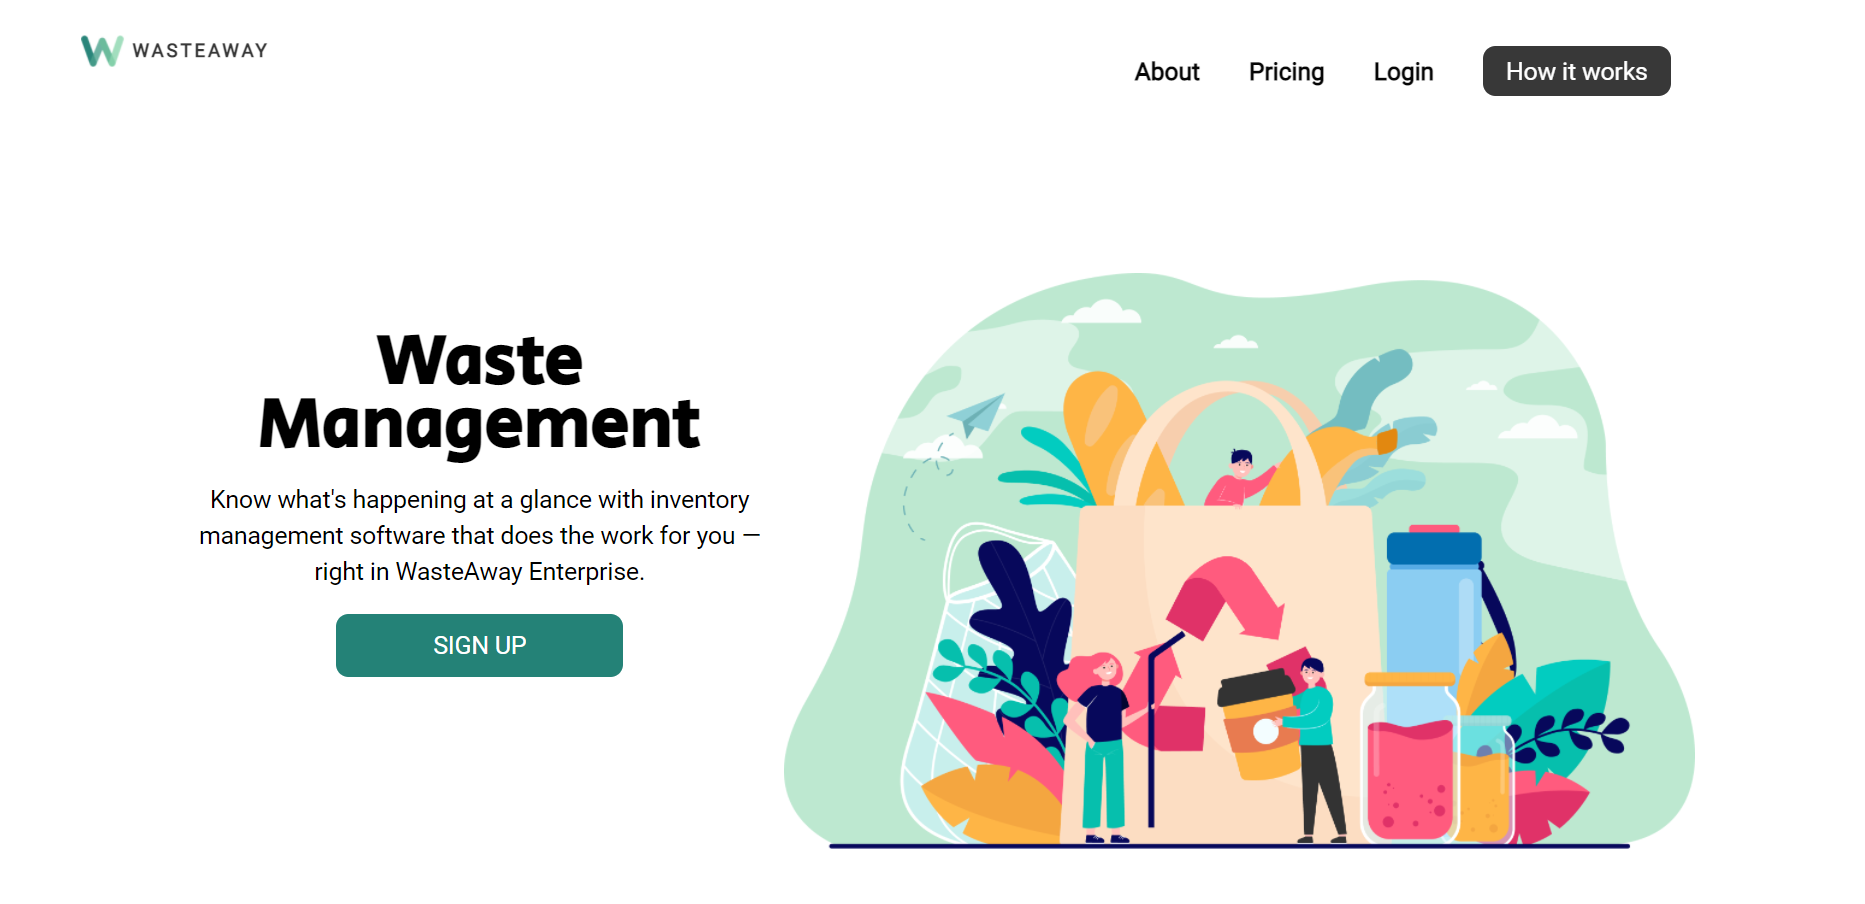 WASTEAWAY
About Pricing Login How it works
Waste
Management
Know what's happening at a glance with inventory
management software that does the work for you —
right in WasteAway Enterprise.
SIGN UP